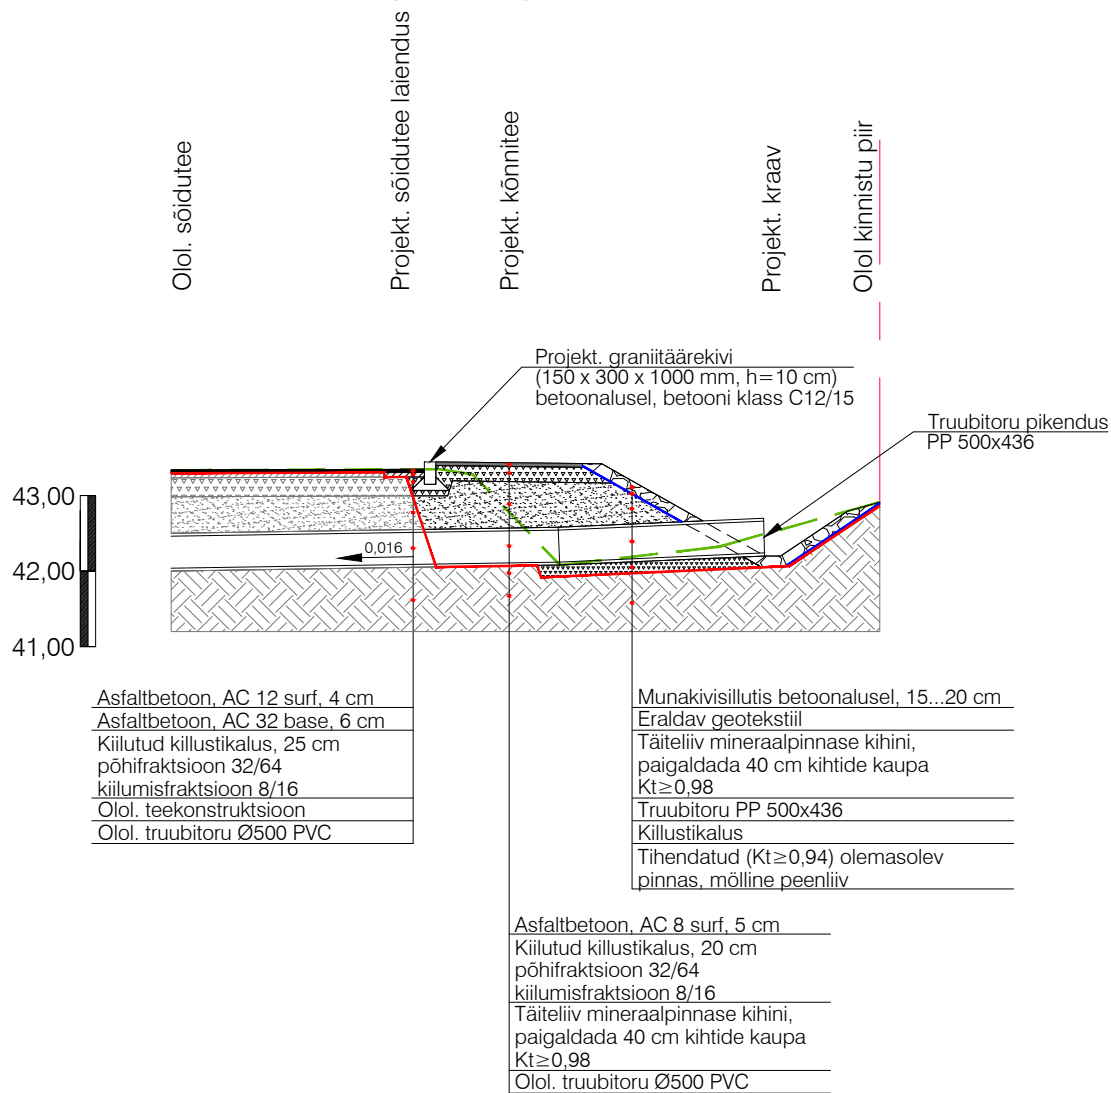 Olol. sõidutee
Projekt. sõidutee laiendus
Projekt. kõnnitee
Projekt. kraav
Olol kinnistu piir
Projekt. graniitäärekivi
(150 x 300 x 1000 mm, h=10 cm)
betoonalusel, betooni klass C12/15
Truubitoru pikendus
PP 500x436
43,00
42,00
41,00
0,016
Asfaltbetoon, AC 12 surf, 4 cm
Asfaltbetoon, AC 32 base, 6 cm
Kiilutud killustikalus, 25 cm
põhifraktsioon 32/64
kiilumisfraktsioon 8/16
Olol. teekonstruktsioon
Olol. truubitoru Ø500 PVC
Munakivisillutis betoonalusel, 15...20 cm
Eraldav geotekstiil
Täiteliiv mineraalpinnase kihini,
paigaldada 40 cm kihtide kaupa
Kt≥0,98
Truubitoru PP 500x436
Killustikalus
Tihendatud (Kt≥0,94) olemasolev
pinnas, mölline peenliiv
Asfaltbetoon, AC 8 surf, 5 cm
Kiilutud killustikalus, 20 cm
põhifraktsioon 32/64
kiilumisfraktsioon 8/16
Täiteliiv mineraalpinnase kihini,
paigaldada 40 cm kihtide kaupa
Kt≥0,98
Olol. truubitoru Ø500 PVC